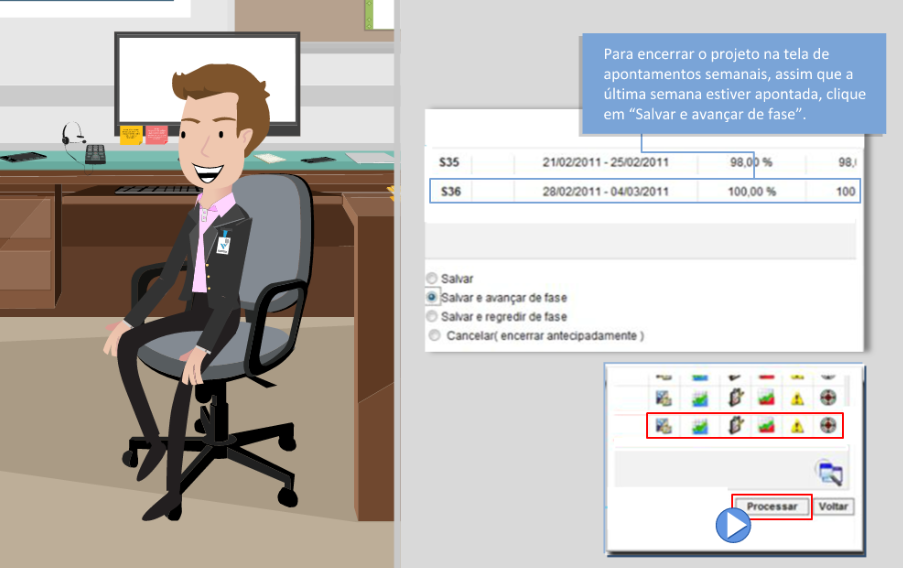 Para encerrar o projeto na tela de
apontamentos semanais, assim que a
última semana estiver apontada, clique
em “Salvar e avançar de fase”.
S35 21/02/2011 - 25/02/2011 98,00 % 98,
S36 28/02/2011 - 04/03/2011 100,00 % 100
Salvar
Salvar e avançar de fase
Salvar e regredir de fase
Cancelar( encerrar antecipadamente )
Processar Voltar